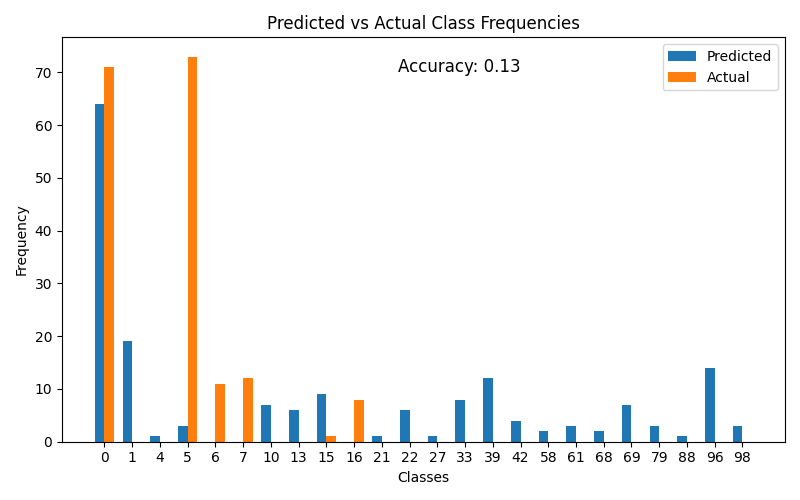 Predicted vs Actual Class Frequencies
Accuracy: 0.13
Predicted
Actual
Frequency
70
60
50
40
30
20
10
0
0 1 4 5 6 7 10 13 15 16 21 22 27 33 39 42 58 61 68 69 79 88 96 98
Classes